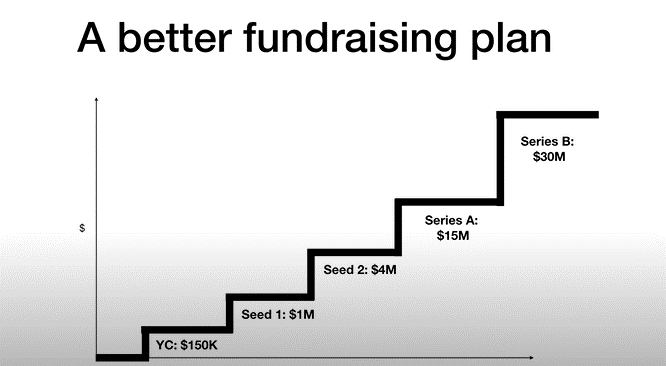 A better fundraising plan
Series B:
$30M
Series A:
$15M
$
Seed 2: $4M
Seed 1: $1M
YC: $150K